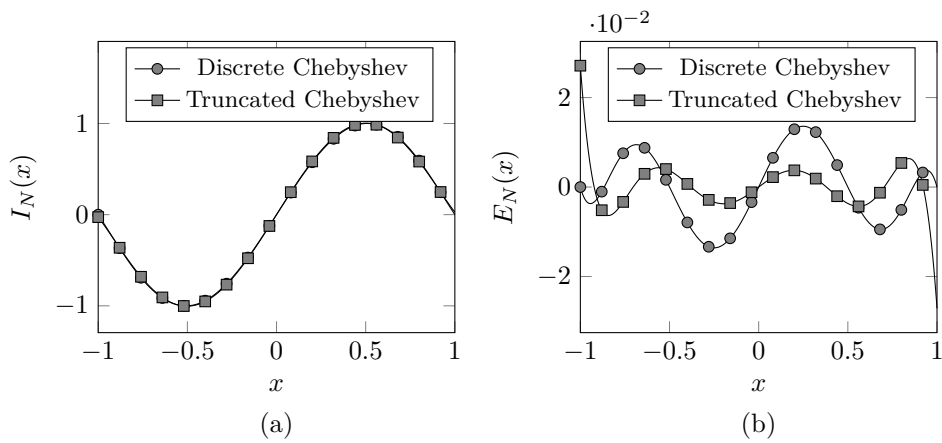 ·10−2
Discrete Chebyshev
Truncated Chebyshev
1
0
−1
I_N(x)
−1
−0.5
0
0.5
1
x
(a)
Discrete Chebyshev
Truncated Chebyshev
2
0
−2
E_N(x)
−1
−0.5
0
0.5
1
x
(b)